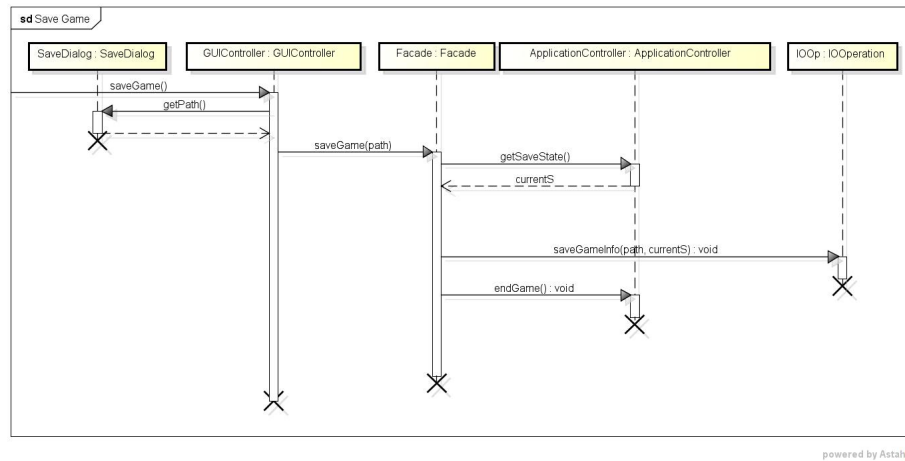 sd Save Game
SaveDialog : SaveDialog
GUIController : GUIController
Facade : Facade
ApplicationController : ApplicationController
IOOp : IOOperation
saveGame()
getPath()
saveGame(path)
getSaveState()
currentS
saveGameInfo(path, currentS) : void
endGame() : void
powered by Astah